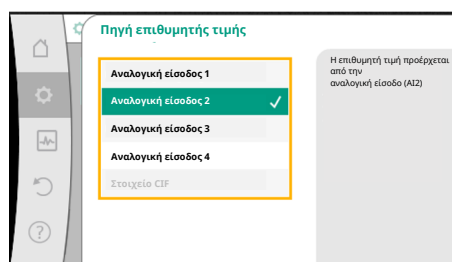 Πηγή επιθυμητής τιμής
Αναλογική είσοδος 1
Αναλογική είσοδος 2
Αναλογική είσοδος 3
Αναλογική είσοδος 4
Στοιχείο CIF
Η επιθυμητή τιμή προέρχεται
από την
αναλογική είσοδο (AI2)